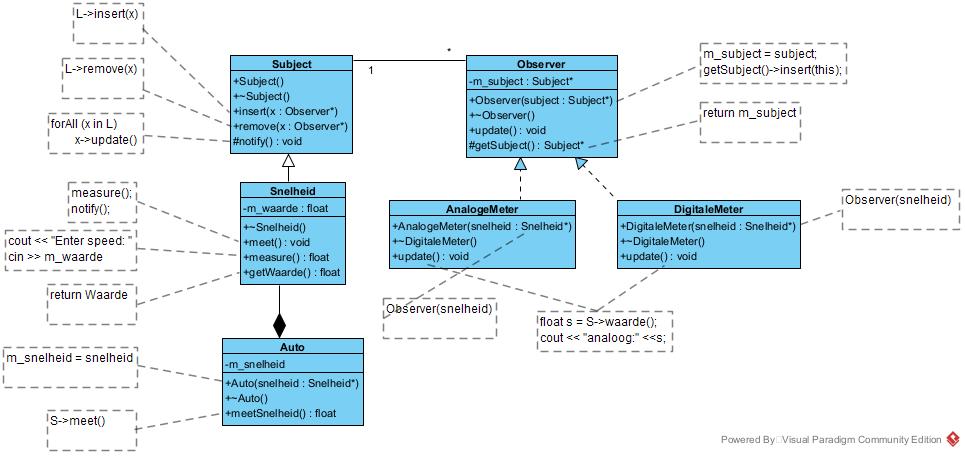 L->insert(x)
L->remove(x)
forAll (x in L)
x->update()
Subject
+Subject()
+~Subject()
+insert(x : Observer*)
+remove(x : Observer*)
#notify() : void
1
*
Observer
-m_subject : Subject*
+Observer(subject : Subject*)
+~Observer()
+update() : void
#getSubject() : Subject*
m_subject = subject;
getSubject()->insert(this);
return m_subject
measure();
notify();
cout << "Enter speed: "
cin >> m_waarde
return Waarde
Snelheid
-m_waarde : float
+~Snelheid()
+meet() : void
+measure() : float
+getWaarde() : float
AnalogeMeter
+AnalogeMeter(snelheid : Snelheid*)
+~DigitaleMeter()
+update() : void
DigitaleMeter
+DigitaleMeter(snelheid : Snelheid*)
+~DigitaleMeter()
+update() : void
Observer(snelheid)
Observer(snelheid)
float s = S->waarde();
cout << "analoog:" <<s;
m_snelheid = snelheid
S->meet()
Auto
-m_snelheid
+Auto(snelheid : Snelheid*)
+~Auto()
+meetSnelheid() : float
Powered By Visual Paradigm Community Edition